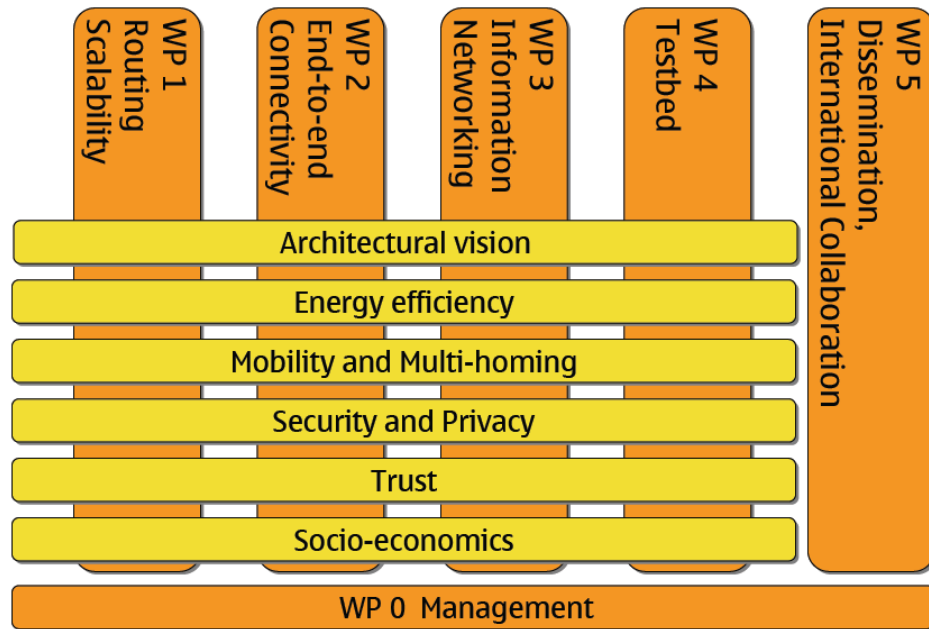 WP 1
Routing
Scalability
WP 2
End-to-end
Connectivity
WP 3
Information
Networking
WP 4
Testbed
WP 5
Dissemination,
International Collaboration
Architectural vision
Energy efficiency
Mobility and Multi-homing
Security and Privacy
Trust
Socio-economics
WP 0 Management